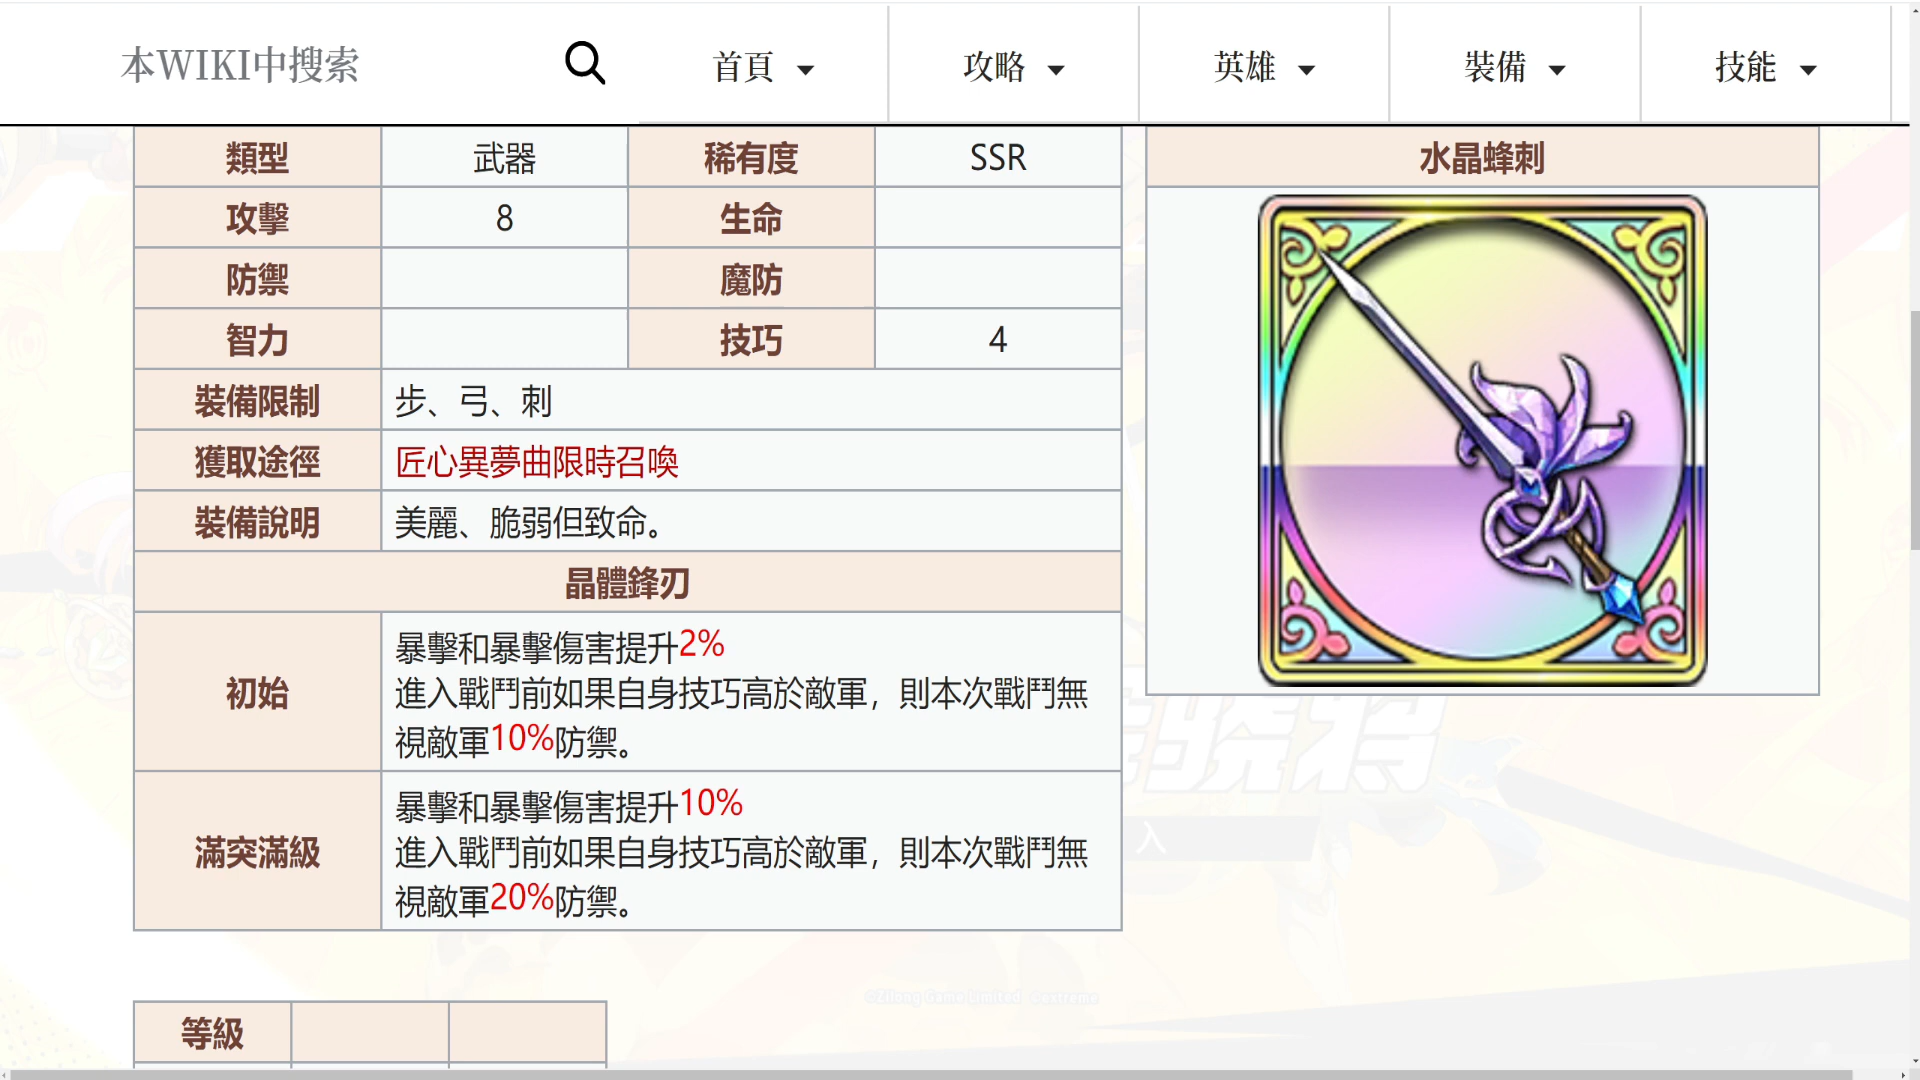 本WIKI中搜索
首頁
攻略
英雄
裝備
技能
類型 武器 稀有度 SSR
攻擊 8 生命
防禦 魔防
智力 技巧 4
裝備限制 步、弓、刺
獲取途徑 匠心異夢曲限時召喚
裝備說明 美麗、脆弱但致命。
晶體鋒刃
初始
暴擊和暴擊傷害提升2%
進入戰鬥前如果自身技巧高於敵軍，則本次戰鬥無
視敵軍10%防禦。
滿突滿級
暴擊和暴擊傷害提升10%
進入戰鬥前如果自身技巧高於敵軍，則本次戰鬥無
視敵軍20%防禦。
水晶蜂刺
入
©Zilong Game Limited
等級